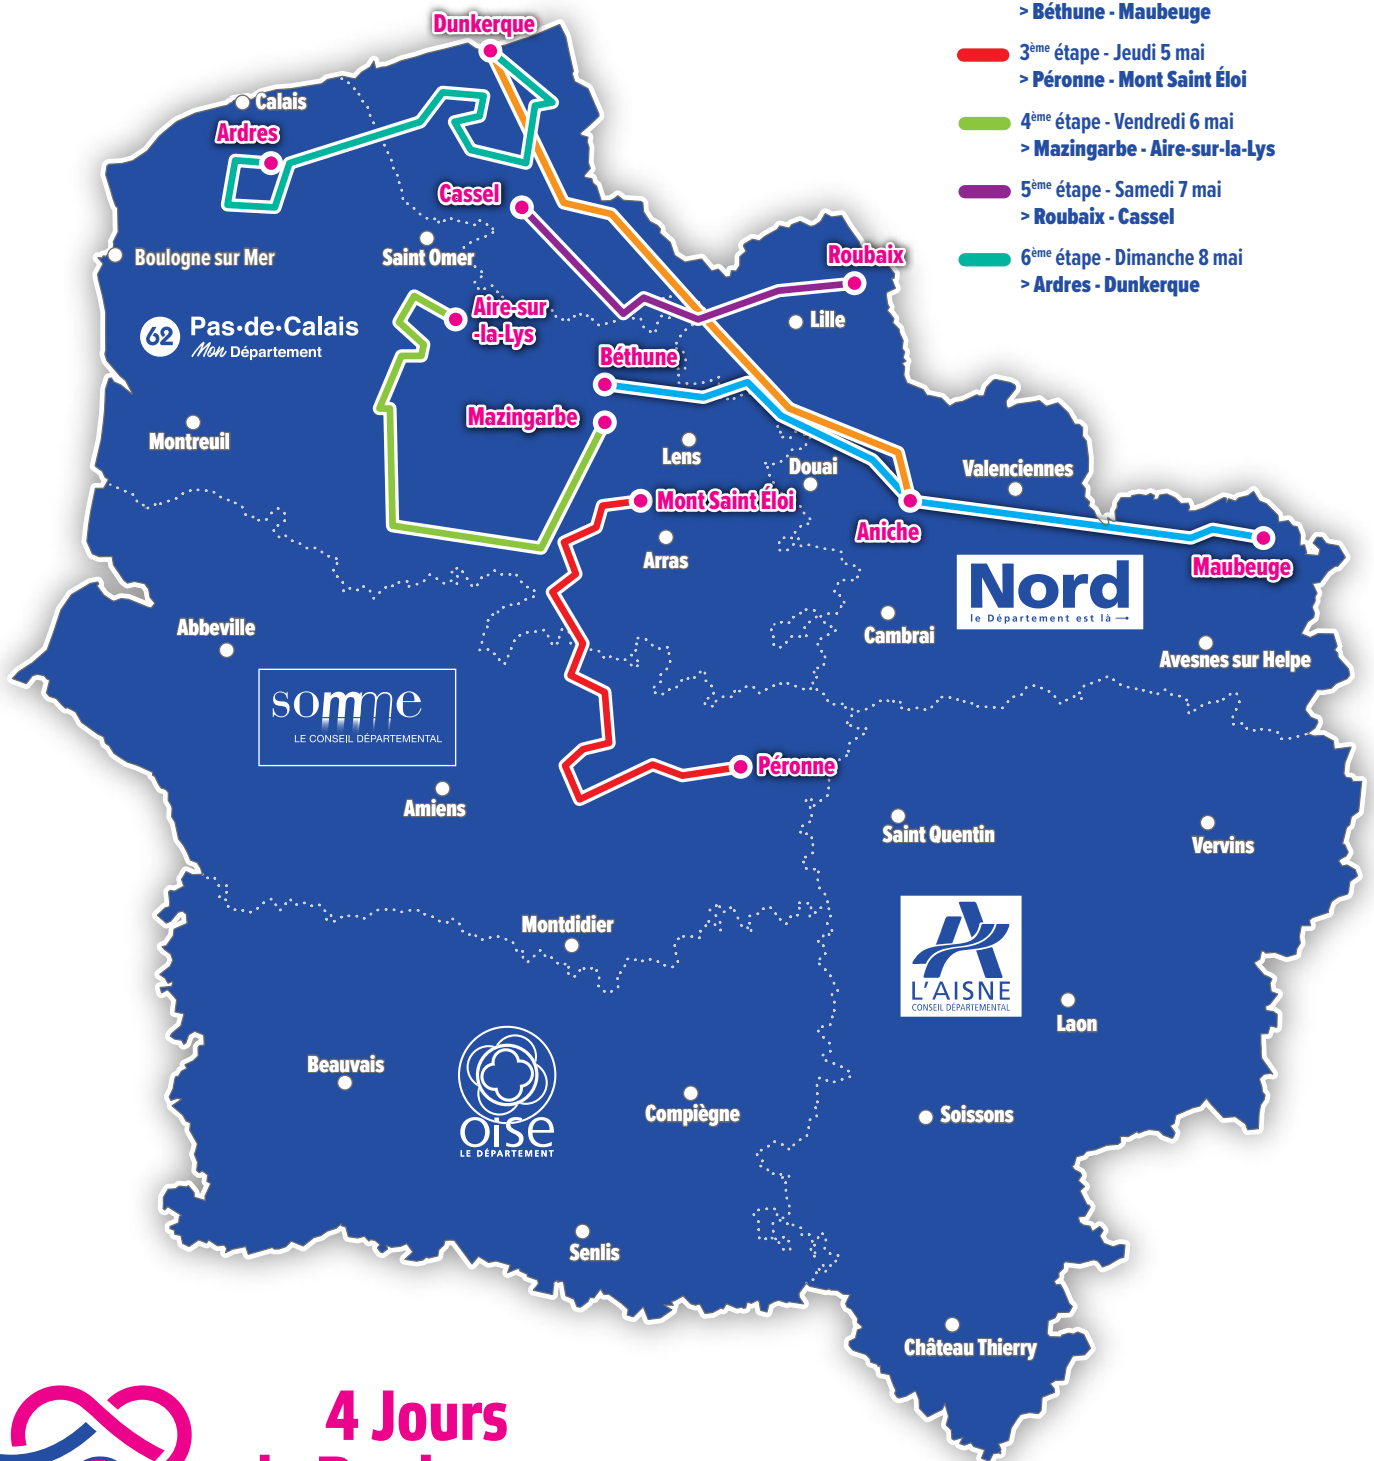 > Béthune - Maubeuge
3ème étape - Jeudi 5 mai
> Péronne - Mont Saint Éloi
4ème étape - Vendredi 6 mai
> Mazingarbe - Aire-sur-la-Lys
5ème étape - Samedi 7 mai
> Roubaix - Cassel
6ème étape - Dimanche 8 mai
> Ardres - Dunkerque
Dunkerque
Calais
Ardres
Cassel
Boulogne sur Mer
Saint Omer
Roubaix
Lille
62 Pas-de-Calais
Mon Département
Aire-sur
-la-Lys
Béthune
Mazingarbe
Montreuil
Lens
Douai
Valenciennes
Mont Saint Éloi
Aniche
Arras
Maubeuge
Nord
le Département est là
Cambrai
Abbeville
Avesnes sur Helpe
somme
LE CONSEIL DÉPARTEMENTAL
Péronne
Amiens
Saint Quentin
Vervins
Montdidier
L'AISNE
CONSEIL DÉPARTEMENTAL
Laon
Beauvais
oise
LE DÉPARTEMENT
Compiègne
Soissons
Senlis
Château Thierry
4 Jours